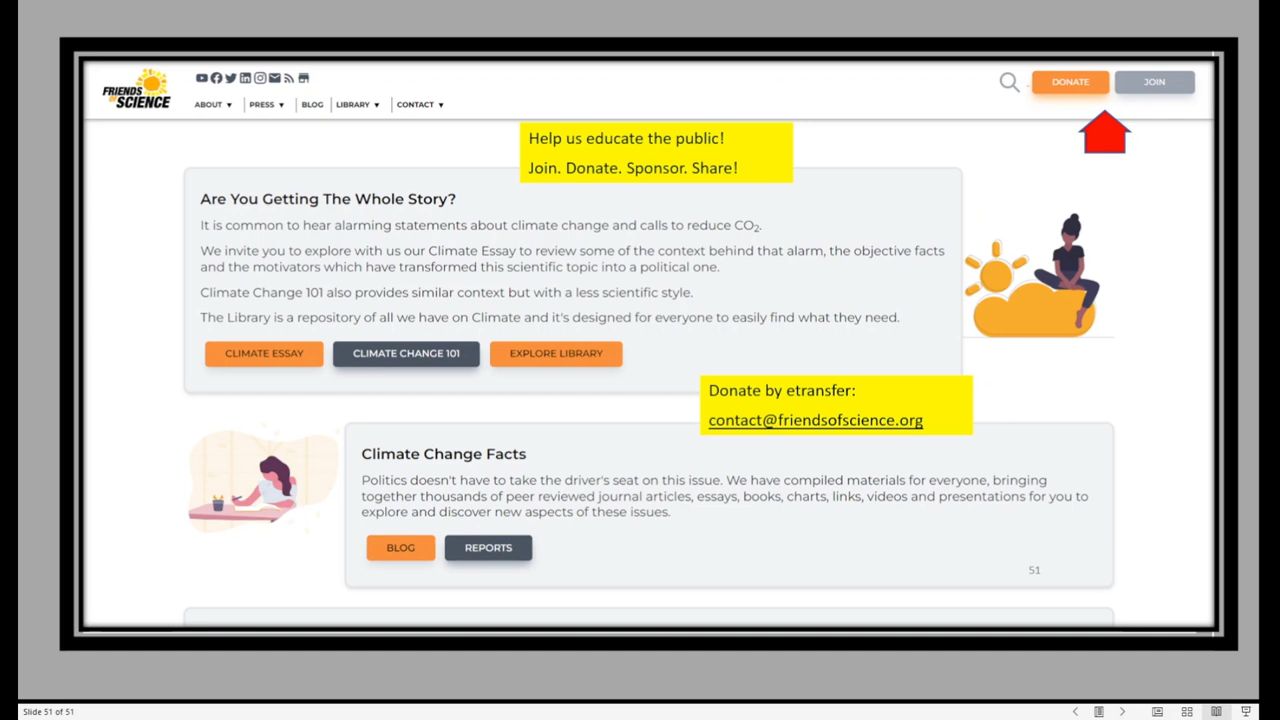 FRIENDS
OF SCIENCE
ABOUT ▼ PRESS ▼ BLOG LIBRARY ▼ CONTACT ▼
DONATE JOIN
Help us educate the public!
Join. Donate. Sponsor. Share!
Are You Getting The Whole Story?
It is common to hear alarming statements about climate change and calls to reduce CO₂.
We invite you to explore with us our Climate Essay to review some of the context behind that alarm, the objective facts
and the motivators which have transformed this scientific topic into a political one.
Climate Change 101 also provides similar context but with a less scientific style.
The Library is a repository of all we have on Climate and it's designed for everyone to easily find what they need.
CLIMATE ESSAY CLIMATE CHANGE 101 EXPLORE LIBRARY
Donate by etransfer:
contact@friendsofscience.org
Climate Change Facts
Politics doesn't have to take the driver's seat on this issue. We have compiled materials for everyone, bringing
together thousands of peer reviewed journal articles, essays, books, charts, links, videos and presentations for you to
explore and discover new aspects of these issues.
BLOG REPORTS
51
Slide 51 of 51